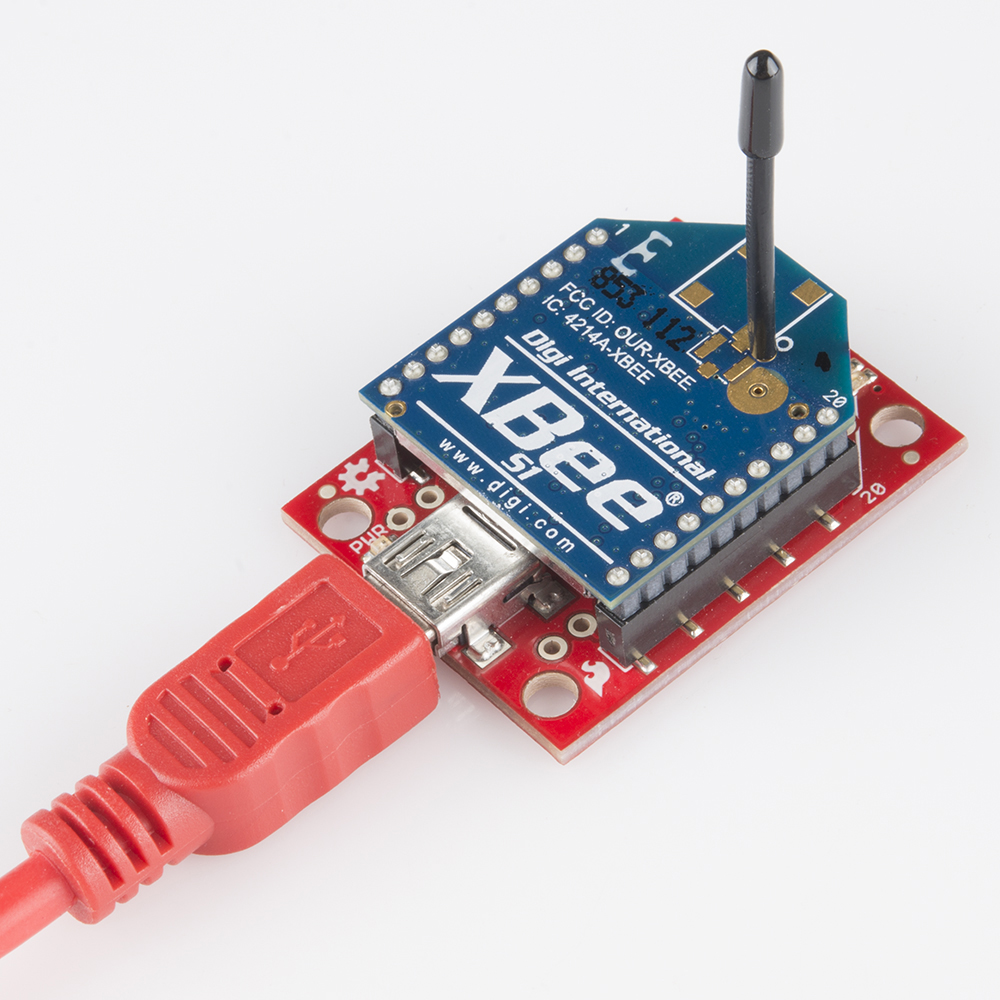 1
E
853 112
FCC ID: OUR-XBEE
IC: 4214A-XBEE
Digi International
XBee®
S1
www.digi.com
20
20
PWR